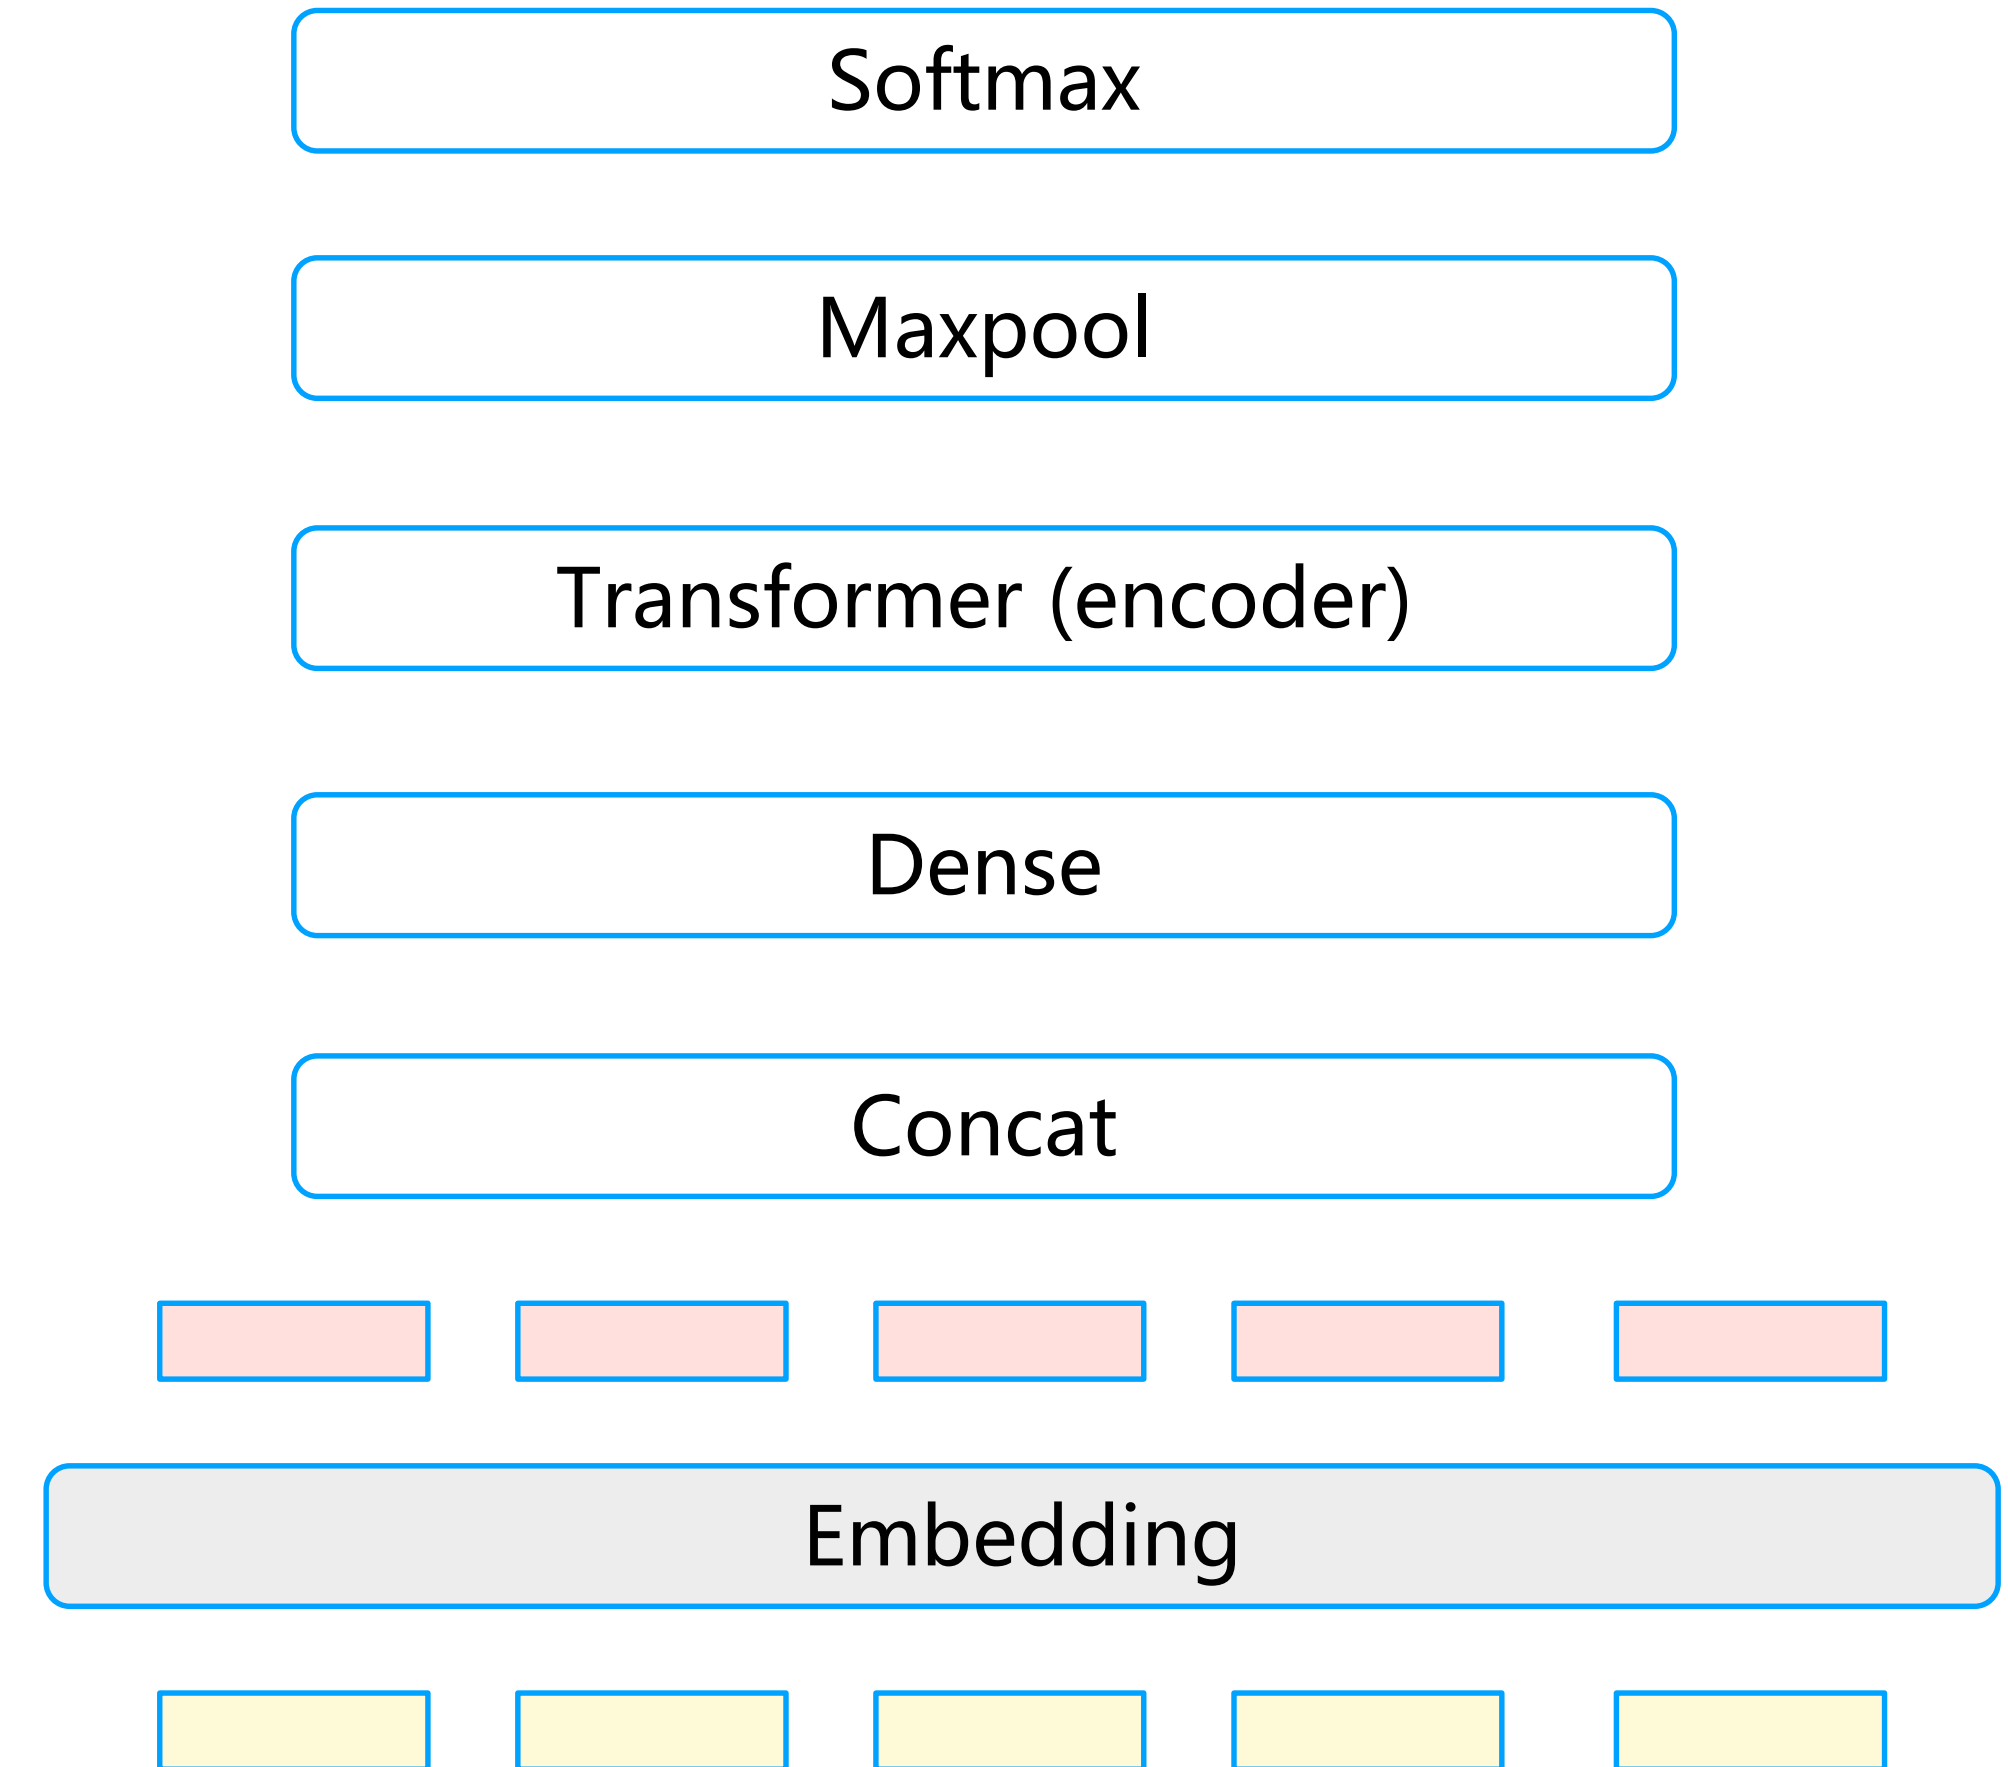 Softmax
Maxpool
Transformer (encoder)
Dense
Concat
Embedding